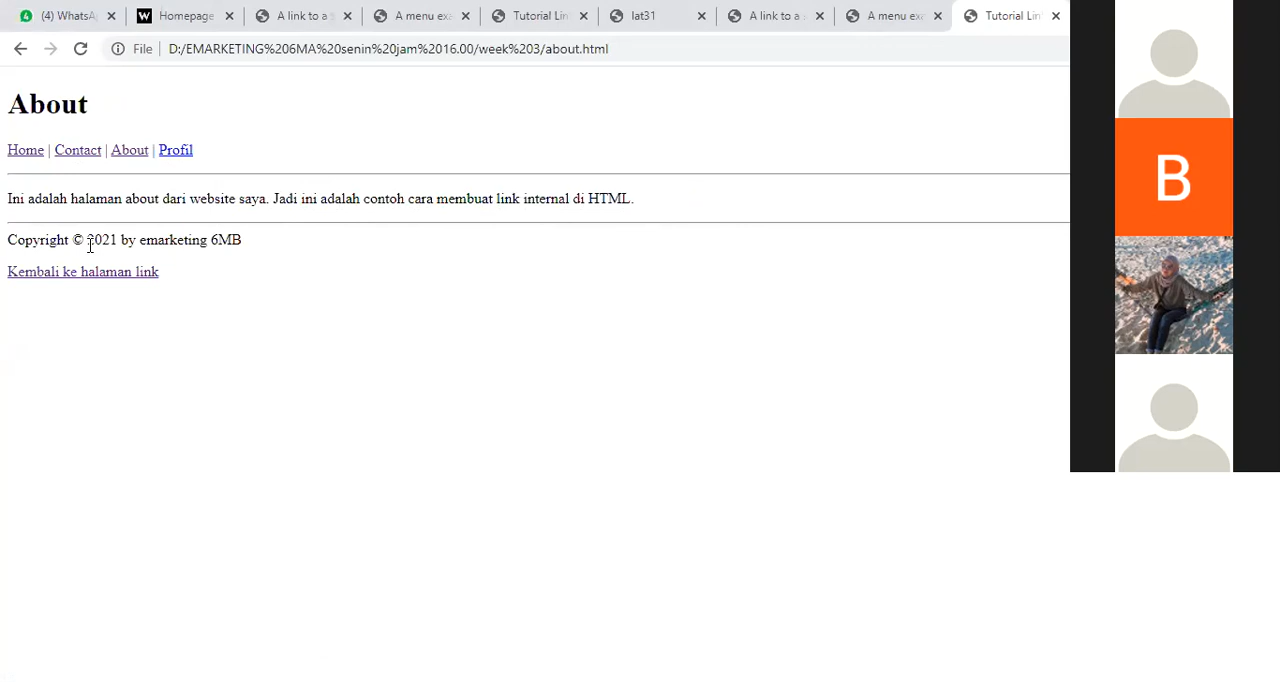 (4) WhatsA
Homepage
A link to a
A menu exa
Tutorial Lin
lat31
A link to a
A menu exa
Tutorial Lin
File D:/EMARKETING%206MA%20senin%20jam%2016.00/week%203/about.html
About
Home | Contact | About | Profil
Ini adalah halaman about dari website saya. Jadi ini adalah contoh cara membuat link internal di HTML.
Copyright © 2021 by emarketing 6MB
Kembali ke halaman link
B